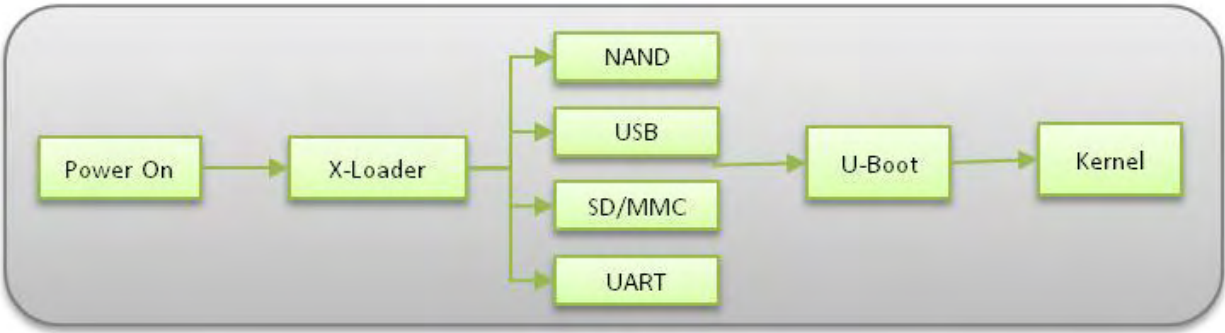 Power On
X-Loader
NAND
USB
SD/MMC
UART
U-Boot
Kernel